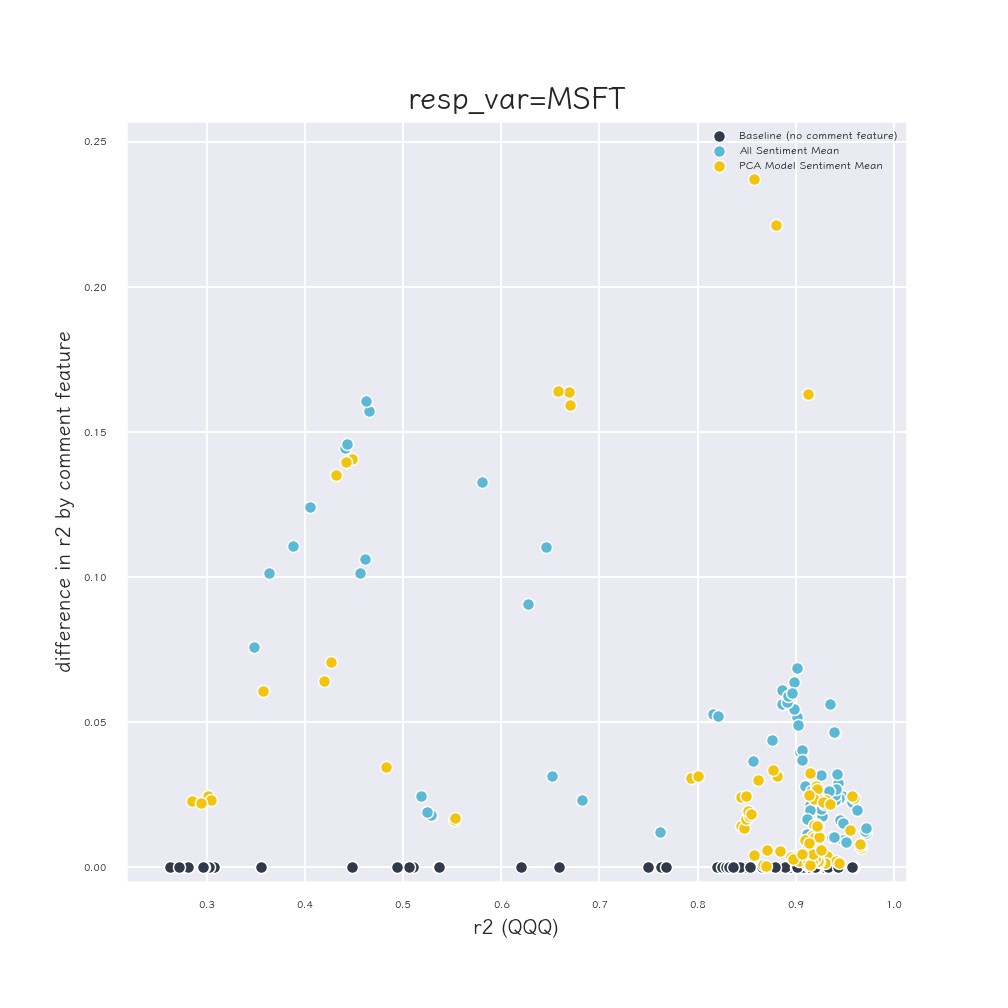 resp_var=MSFT
Baseline (no comment feature)
All Sentiment Mean
PCA Model Sentiment Mean
difference in r2 by comment feature
0.25
0.20
0.15
0.10
0.05
0.00
0.3 0.4 0.5 0.6 0.7 0.8 0.9 1.0
r2 (QQQ)